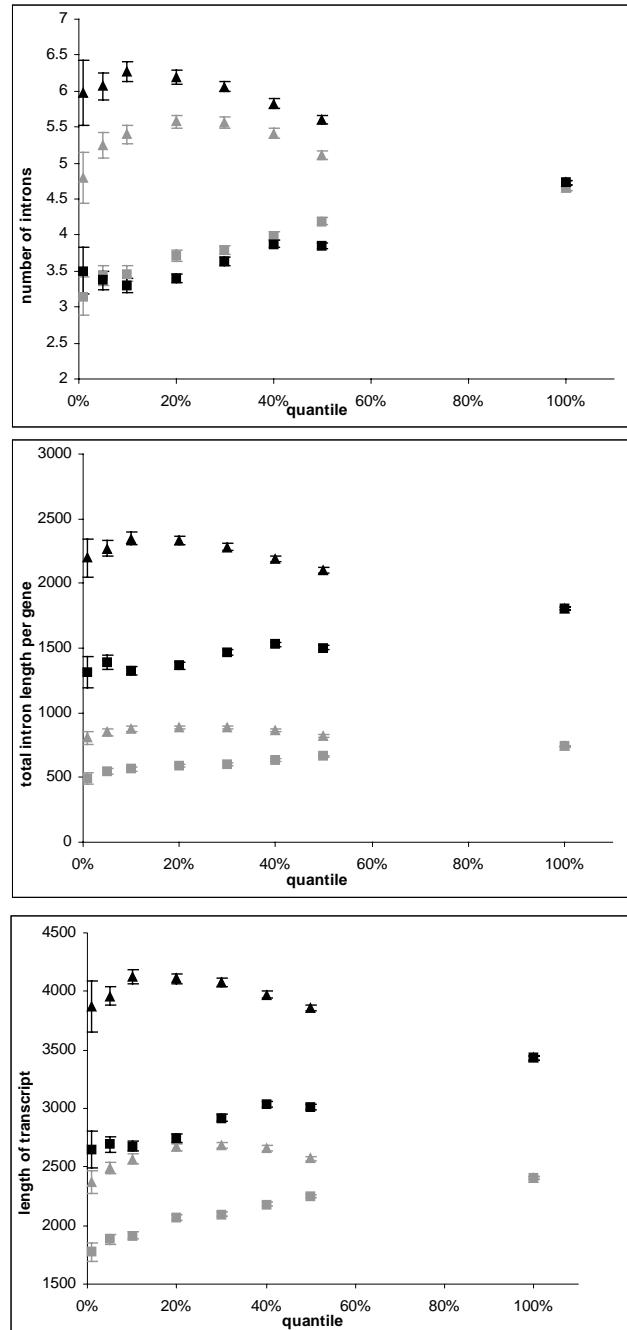 7
6.5
6
5.5
5
4.5
4
3.5
3
2.5
2
number of introns
0% 20% 40% 60% 80% 100%
quantile
3000
2500
2000
1500
1000
500
0
total intron length per gene
0% 20% 40% 60% 80% 100%
quantile
4500
4000
3500
3000
2500
2000
1500
length of transcript
0% 20% 40% 60% 80% 100%
quantile